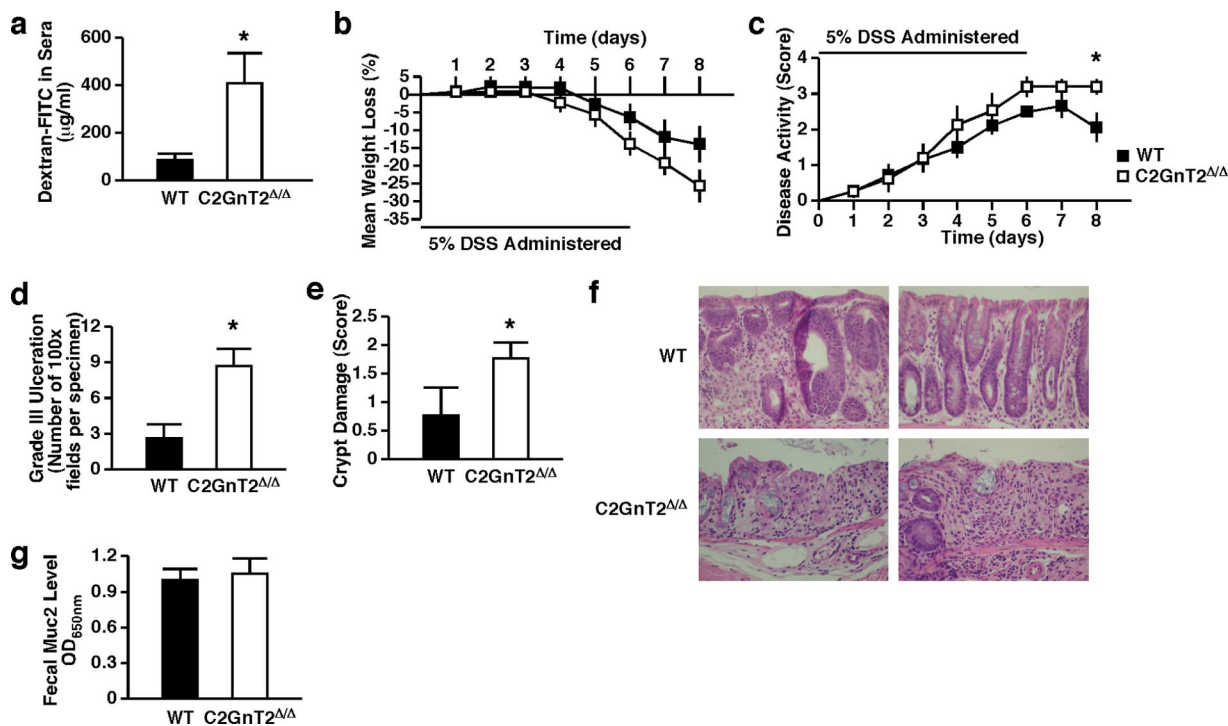 a
Dextran-FITC in Sera
(µg/ml)
600
400
200
0
*
WT
C2GnT2Δ/Δ
b
Time (days)
1 2 3 4 5 6 7 8
Mean Weight Loss (%)
5
0
-5
-10
-15
-20
-25
-30
-35
5% DSS Administered
c
5% DSS Administered
*
Disease Activity (Score)
4
3
2
1
0
0 1 2 3 4 5 6 7 8
Time (days)
WT
C2GnT2Δ/Δ
d
Grade III Ulceration
(Number of 100x
fields per specimen)
12
9
6
3
0
*
WT
C2GnT2Δ/Δ
e
Crypt Damage (Score)
2.5
2
1.5
1
0.5
0
*
WT
C2GnT2Δ/Δ
f
WT
C2GnT2Δ/Δ
g
Fecal Muc2 Level
OD650nm
1.2
0.9
0.6
0.3
0
WT
C2GnT2Δ/Δ